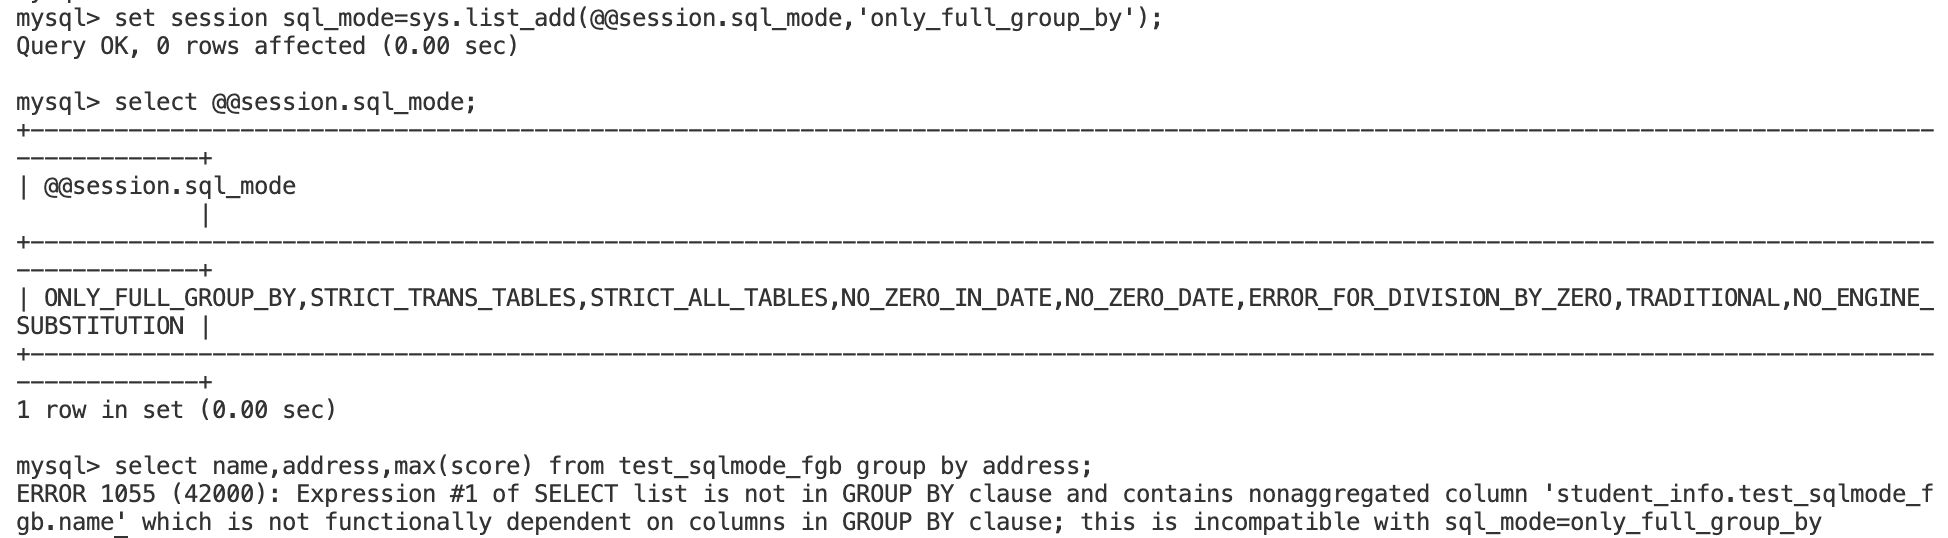 mysql> set session sql_mode=sys.list_add(@@session.sql_mode,'only_full_group_by');
Query OK, 0 rows affected (0.00 sec)
mysql> select @@session.sql_mode;
+-----------------------------------------------------------------------------------------------------------------------------------------
-------------+
| @@session.sql_mode
             |
+-----------------------------------------------------------------------------------------------------------------------------------------
-------------+
| ONLY_FULL_GROUP_BY,STRICT_TRANS_TABLES,STRICT_ALL_TABLES,NO_ZERO_IN_DATE,NO_ZERO_DATE,ERROR_FOR_DIVISION_BY_ZERO,TRADITIONAL,NO_ENGINE_
SUBSTITUTION |
+-----------------------------------------------------------------------------------------------------------------------------------------
-------------+
1 row in set (0.00 sec)
mysql> select name,address,max(score) from test_sqlmode_fgb group by address;
ERROR 1055 (42000): Expression #1 of SELECT list is not in GROUP BY clause and contains nonaggregated column 'student_info.test_sqlmode_f
gb.name' which is not functionally dependent on columns in GROUP BY clause; this is incompatible with sql_mode=only_full_group_by